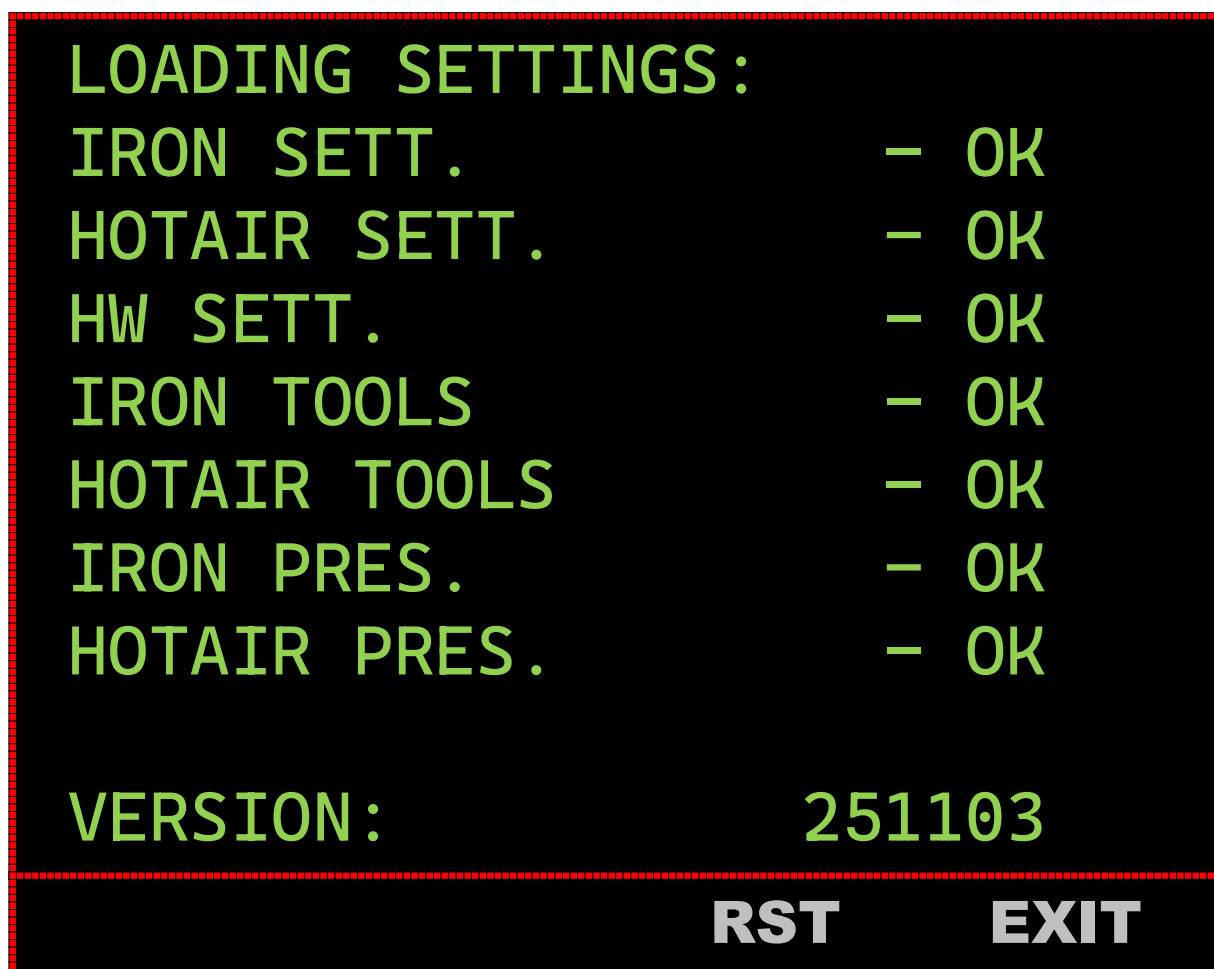 LOADING SETTINGS:
IRON SETT. - OK
HOTAIR SETT. - OK
HW SETT. - OK
IRON TOOLS - OK
HOTAIR TOOLS - OK
IRON PRES. - OK
HOTAIR PRES. - OK
VERSION: 251103
RST EXIT